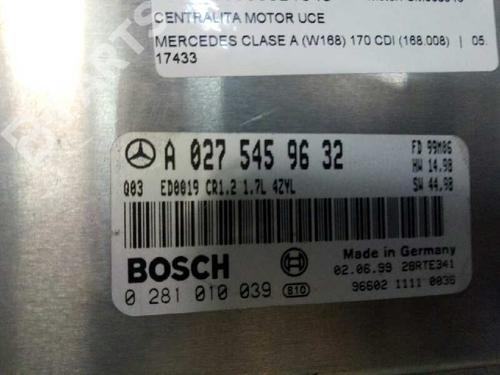 CENTRALITA MOTOR UCE
MERCEDES CLASE A (W168) 170 CDI (168.008) | 05.
17433
A 027 545 96 32
FD 99M06
HW 14.98
SW 44.98
Q03 ED0019 CR1.2 1.7L 4ZYL
BOSCH
Made in Germany
02.06.99 28RTE341
0 281 010 039 B10
96602 1111 0036